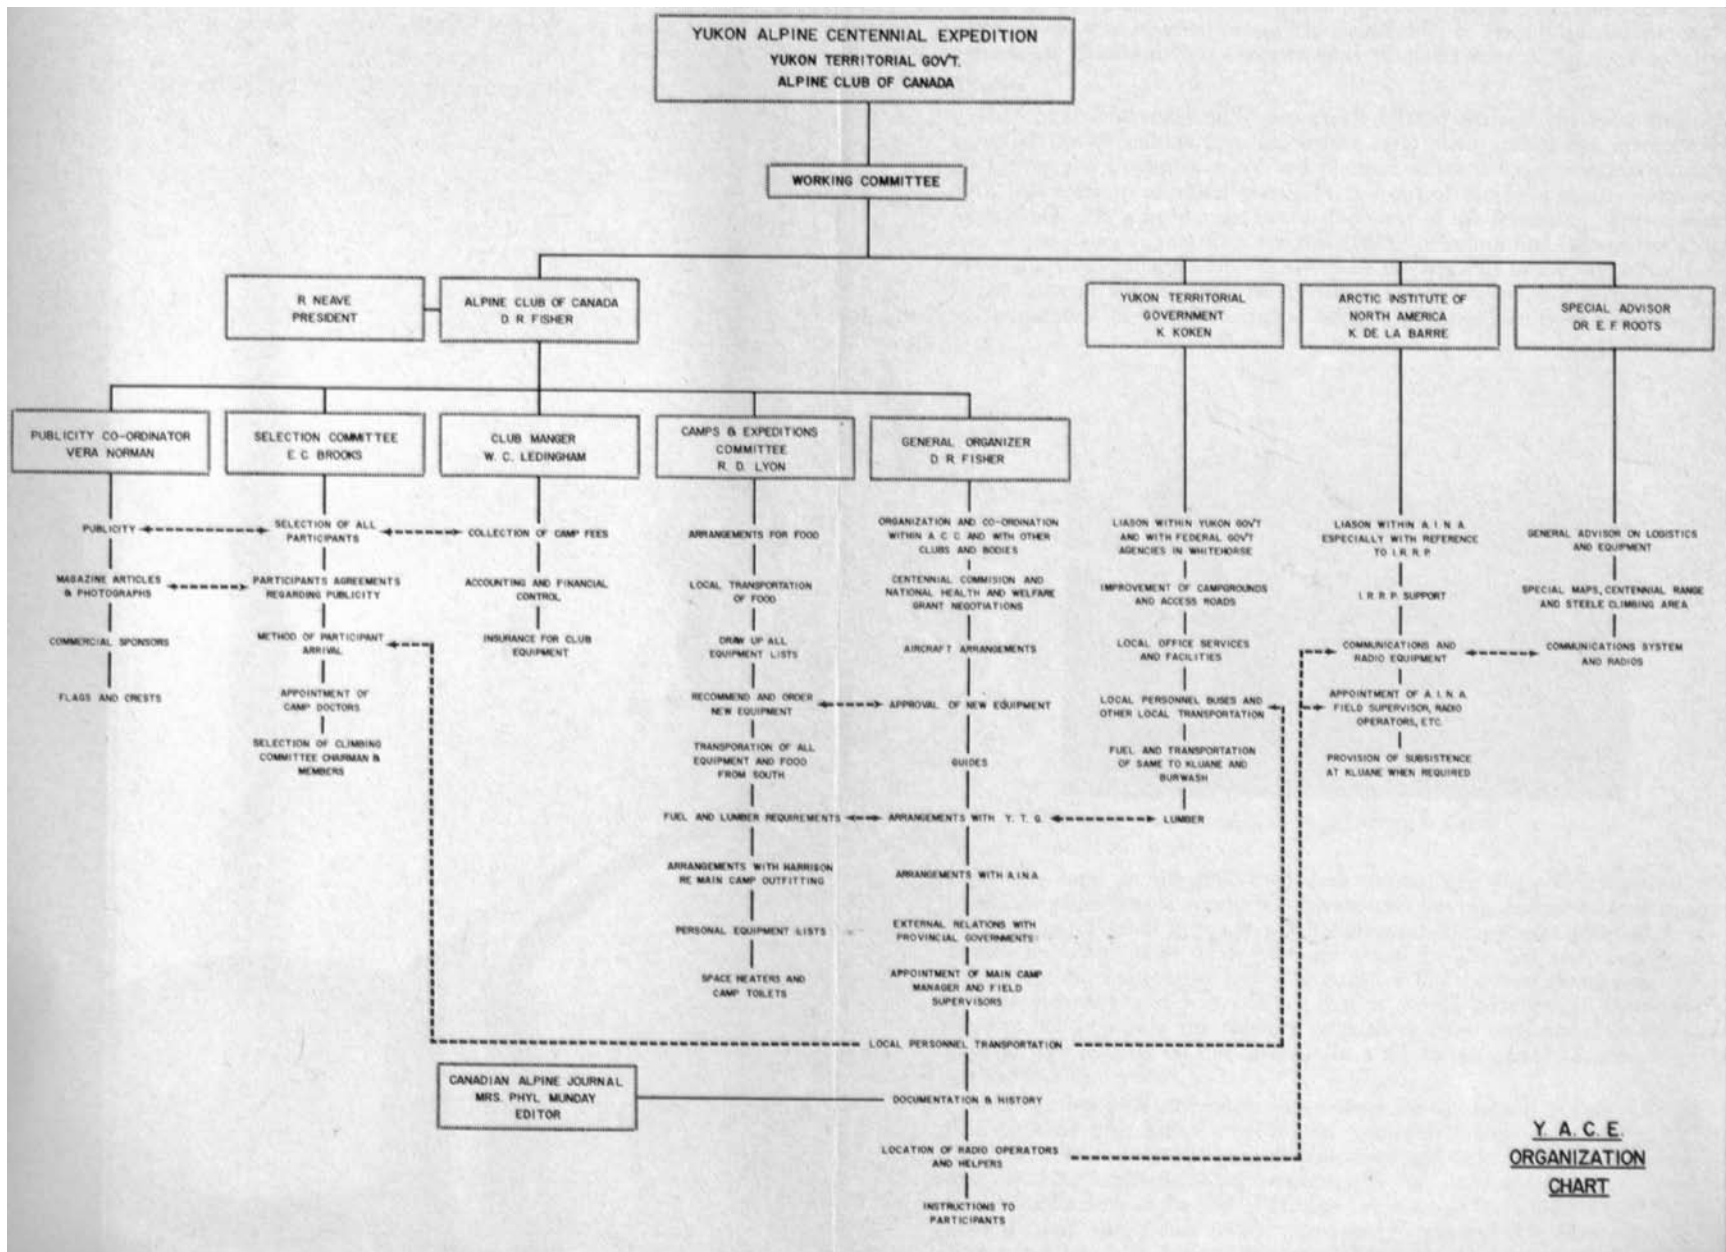 YUKON ALPINE CENTENNIAL EXPEDITION
YUKON TERRITORIAL GOV'T.
ALPINE CLUB OF CANADA
WORKING COMMITTEE
R. NEAVE
PRESIDENT
ALPINE CLUB OF CANADA
D. R. FISHER
YUKON TERRITORIAL
GOVERNMENT
K. KOKEN
ARCTIC INSTITUTE OF
NORTH AMERICA
K. DE LA BARRE
SPECIAL ADVISOR
DR. E. F. ROOTS
PUBLICITY CO-ORDINATOR
VERA NORMAN
SELECTION COMMITTEE
E. C. BROOKS
CLUB MANGER
W. C. LEDINGHAM
CAMPS & EXPEDITIONS
COMMITTEE
R. D. LYON
GENERAL ORGANIZER
D. R. FISHER
PUBLICITY
MAGAZINE ARTICLES
& PHOTOGRAPHS
COMMERCIAL SPONSORS
FLAGS AND CRESTS
SELECTION OF ALL
PARTICIPANTS
PARTICIPANTS AGREEMENTS
REGARDING PUBLICITY
METHOD OF PARTICIPANT
ARRIVAL
APPOINTMENT OF
CAMP DOCTORS
SELECTION OF CLIMBING
COMMITTEE CHAIRMAN &
MEMBERS
COLLECTION OF CAMP FEES
ACCOUNTING AND FINANCIAL
CONTROL
INSURANCE FOR CLUB
EQUIPMENT
ARRANGEMENTS FOR FOOD
LOCAL TRANSPORTATION
OF FOOD
DRAW UP ALL
EQUIPMENT LISTS
RECOMMEND AND ORDER
NEW EQUIPMENT
TRANSPORATION OF ALL
EQUIPMENT AND FOOD
FROM SOUTH
FUEL AND LUMBER REQUIREMENTS
ARRANGEMENTS WITH HARRISON
RE MAIN CAMP OUTFITTING
PERSONAL EQUIPMENT LISTS
SPACE HEATERS AND
CAMP TOILETS
ORGANIZATION AND CO-ORDINATION
WITHIN A C C AND WITH OTHER
CLUBS AND BODIES
CENTENNIAL COMMISION AND
NATIONAL HEALTH AND WELFARE
GRANT NEGOTIATIONS
AIRCRAFT ARRANGEMENTS
APPROVAL OF NEW EQUIPMENT
GUIDES
ARRANGEMENTS WITH Y. T. G.
ARRANGEMENTS WITH A.I.N.A.
EXTERNAL RELATIONS WITH
PROVINCIAL GOVERNMENTS
APPOINTMENT OF MAIN CAMP
MANAGER AND FIELD
SUPERVISORS
LOCAL PERSONNEL TRANSPORTATION
DOCUMENTATION & HISTORY
LOCATION OF RADIO OPERATORS
AND HELPERS
INSTRUCTIONS TO
PARTICIPANTS
LIASON WITHIN YUKON GOV'T
AND WITH FEDERAL GOV'T
AGENCIES IN WHITEHORSE
IMPROVEMENT OF CAMPGROUNDS
AND ACCESS ROADS
LOCAL OFFICE SERVICES
AND FACILITIES
LOCAL PERSONNEL BUSES AND
OTHER LOCAL TRANSPORTATION
FUEL AND TRANSPORTATION
OF SAME TO KLUANE AND
BURWASH
LUMBER
LIASON WITHIN A. I. N. A.
ESPECIALLY WITH REFERENCE
TO I. R. R. P.
I. R. R. P. SUPPORT
COMMUNICATIONS AND
RADIO EQUIPMENT
APPOINTMENT OF A. I. N. A.
FIELD SUPERVISOR, RADIO
OPERATORS, ETC.
PROVISION OF SUBSISTENCE
AT KLUANE WHEN REQUIRED
GENERAL ADVISOR ON LOGISTICS
AND EQUIPMENT
SPECIAL MAPS, CENTENNIAL RANGE
AND STEELE CLIMBING AREA
COMMUNICATIONS SYSTEM
AND RADIOS
CANADIAN ALPINE JOURNAL
MRS. PHYL MUNDAY
EDITOR
Y. A. C. E.
ORGANIZATION
CHART